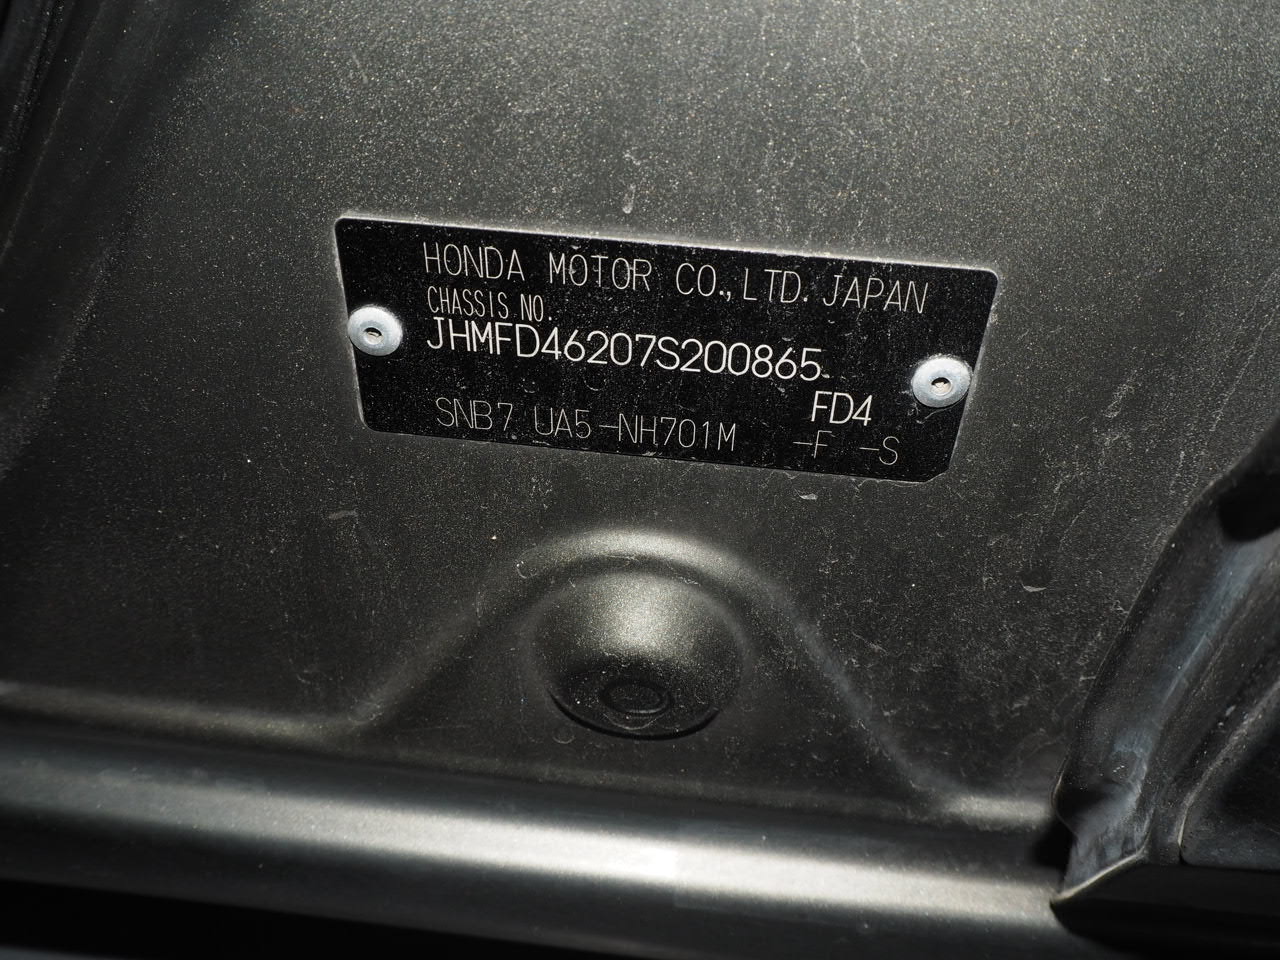 HONDA MOTOR CO., LTD. JAPAN
CHASSIS NO.
JHMFD46207S200865
FD4
SNB7 UA5-NH701M -F -S